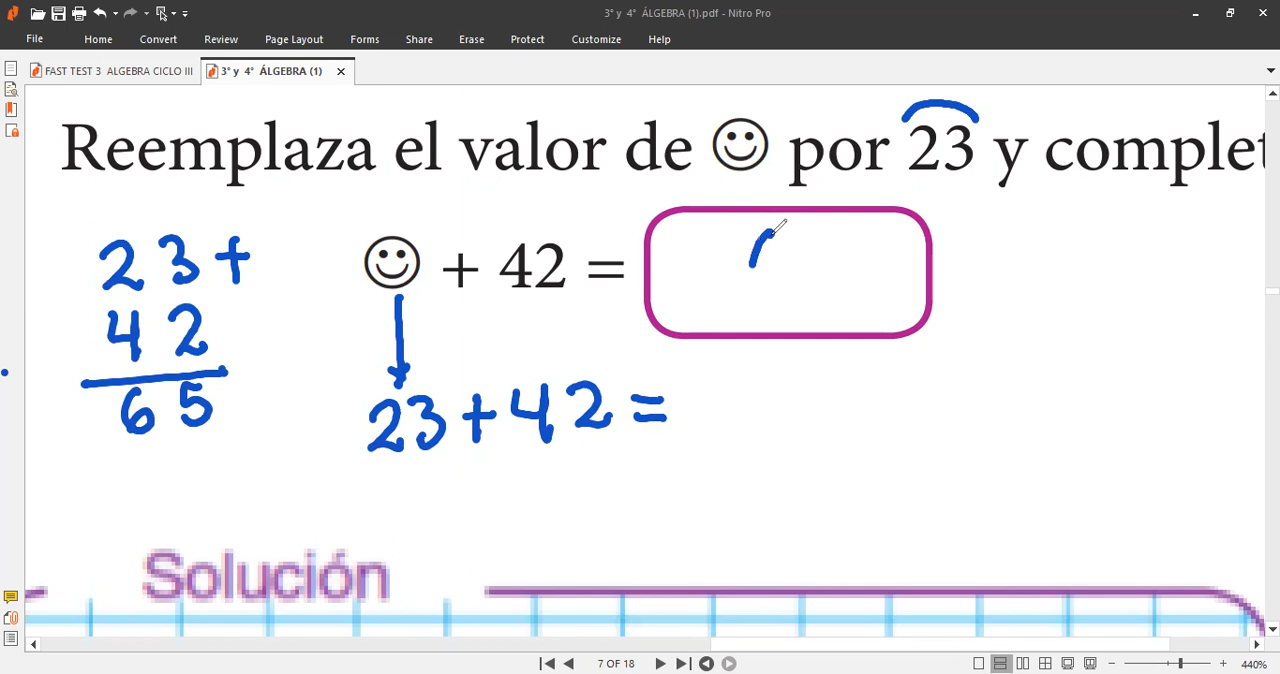 3° y 4° ÁLGEBRA (1).pdf - Nitro Pro
File Home Convert Review Page Layout Forms Share Erase Protect Customize Help
FAST TEST 3 ALGEBRA CICLO III
3° y 4° ÁLGEBRA (1)
Reemplaza el valor de ☺ por 23 y complet
23+
42
65
☺ + 42 =
23+42=
Solución
7 OF 18
440%